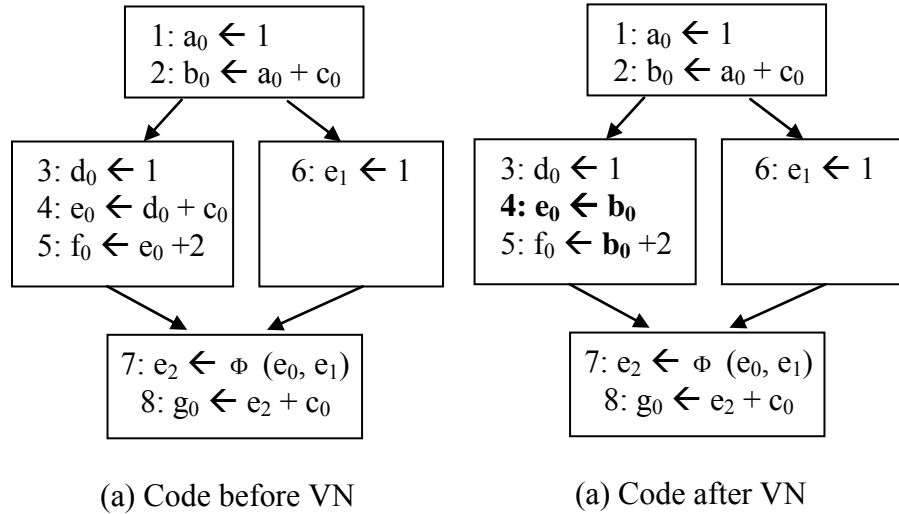 1: a₀ ← 1
2: b₀ ← a₀ + c₀
3: d₀ ← 1
4: e₀ ← d₀ + c₀
5: f₀ ← e₀ +2
6: e₁ ← 1
7: e₂ ← Φ (e₀, e₁)
8: g₀ ← e₂ + c₀
(a) Code before VN
1: a₀ ← 1
2: b₀ ← a₀ + c₀
3: d₀ ← 1
4: e₀ ← b₀
5: f₀ ← b₀ +2
6: e₁ ← 1
7: e₂ ← Φ (e₀, e₁)
8: g₀ ← e₂ + c₀
(a) Code after VN